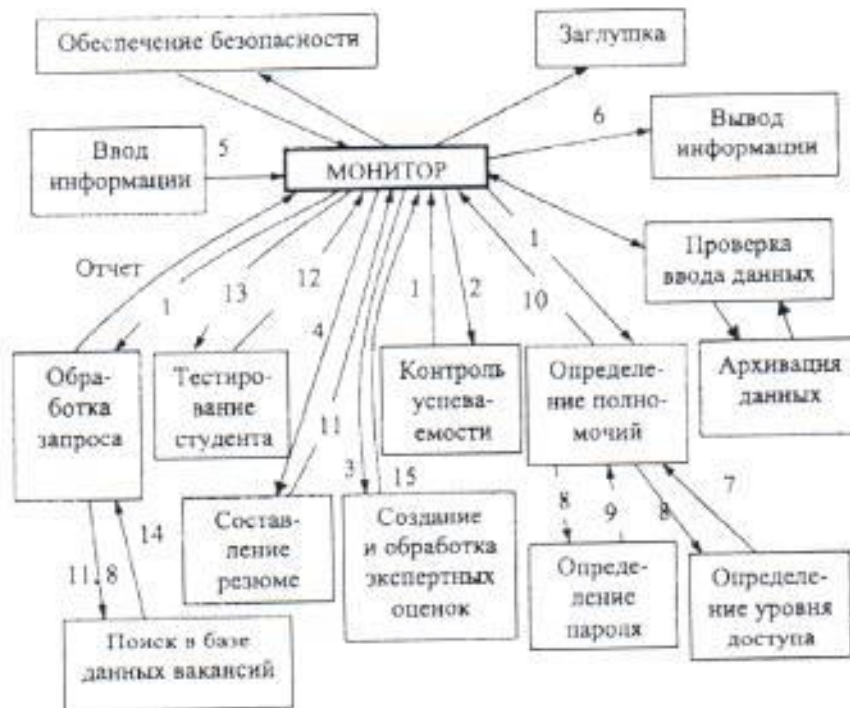 Обеспечение безопасности
Заглушка
Ввод
информации
5
МОНИТОР
6
Вывод
информации
Отчет
1
13
12
4
11
1
2
10
1
Проверка
ввода данных
Обра-
ботка
запроса
Тестиро-
вание
студента
Контроль
успева-
емости
Определе-
ние полно-
мочий
Архивация
данных
3
15
8
9
8
7
11, 8
14
Состав-
ление
резюме
Создание
и обработка
экспертных
оценок
Определе-
ние
пароля
Определе-
ние уровня
доступа
Поиск в базе
данных вакансий